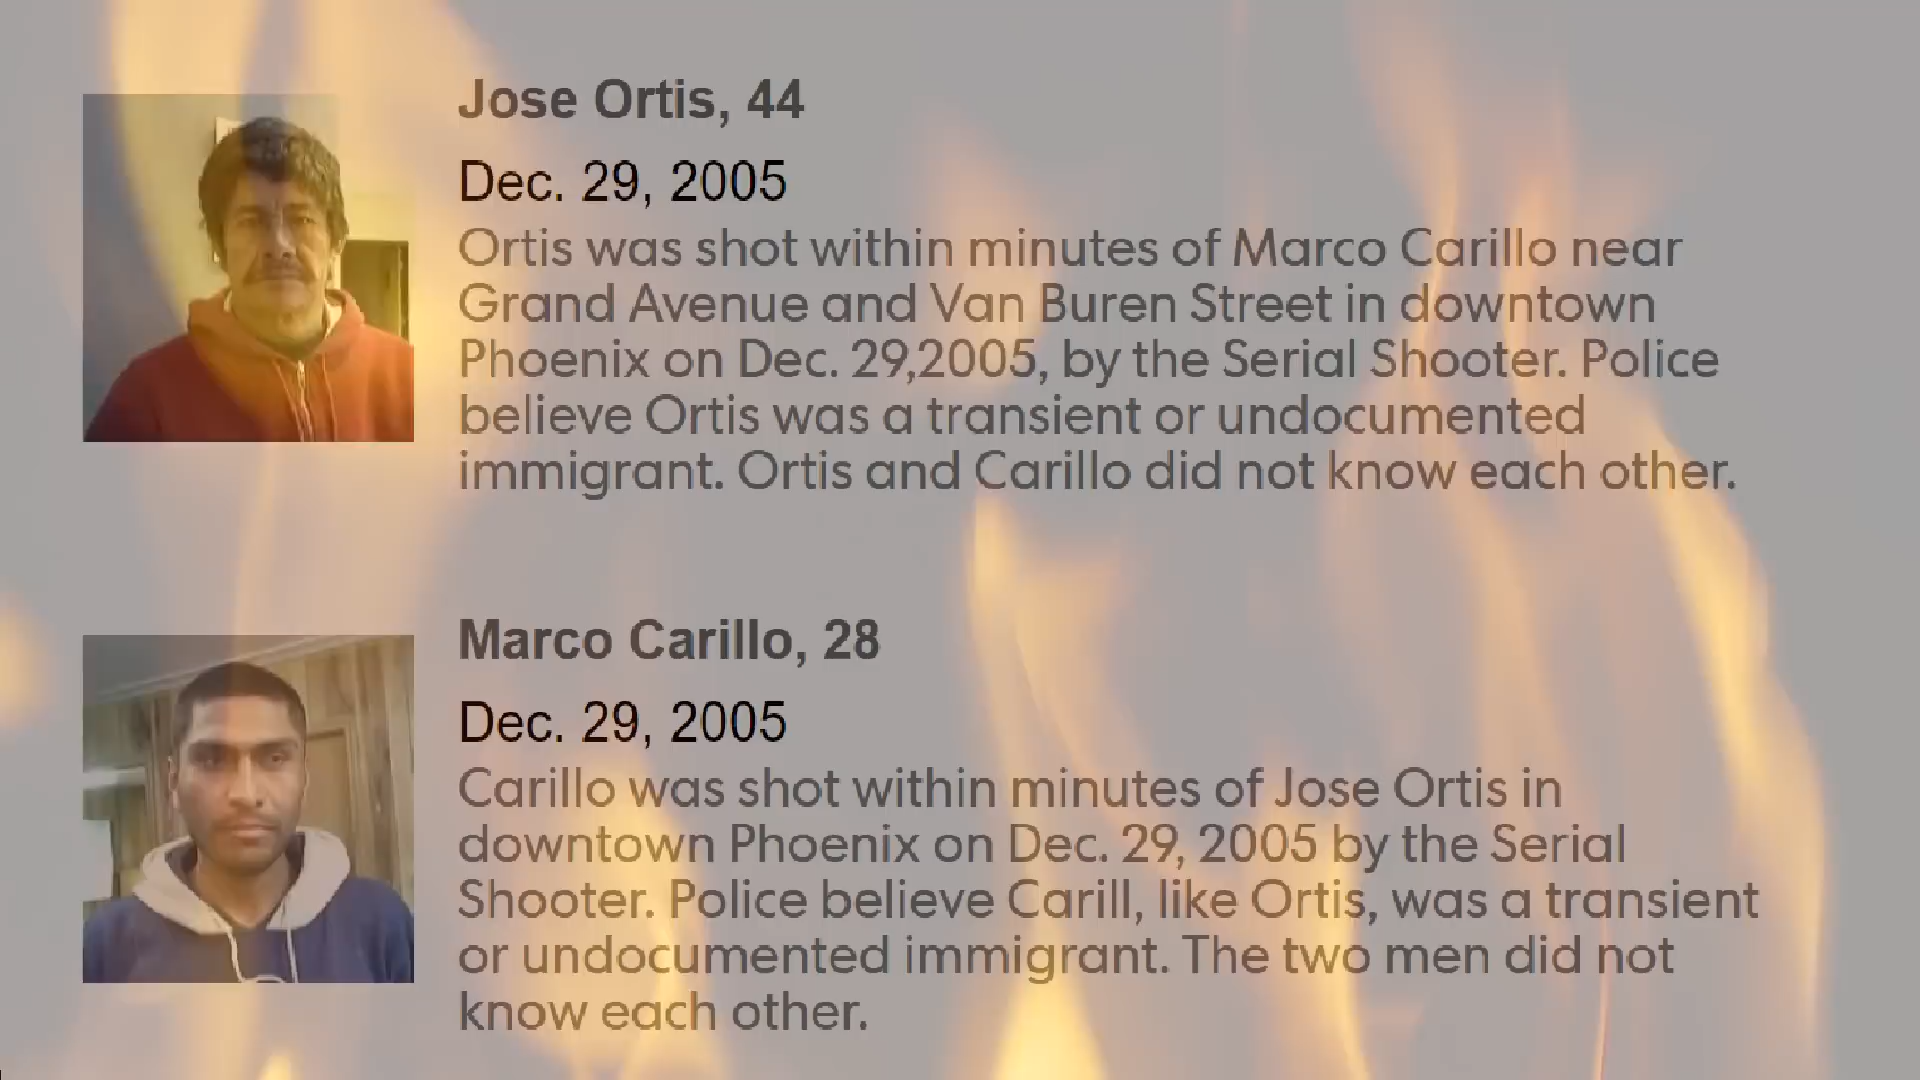 Jose Ortis, 44
Dec. 29, 2005
Ortis was shot within minutes of Marco Carillo near
Grand Avenue and Van Buren Street in downtown
Phoenix on Dec. 29,2005, by the Serial Shooter. Police
believe Ortis was a transient or undocumented
immigrant. Ortis and Carillo did not know each other.
Marco Carillo, 28
Dec. 29, 2005
Carillo was shot within minutes of Jose Ortis in
downtown Phoenix on Dec. 29, 2005 by the Serial
Shooter. Police believe Carill, like Ortis, was a transient
or undocumented immigrant. The two men did not
know each other.